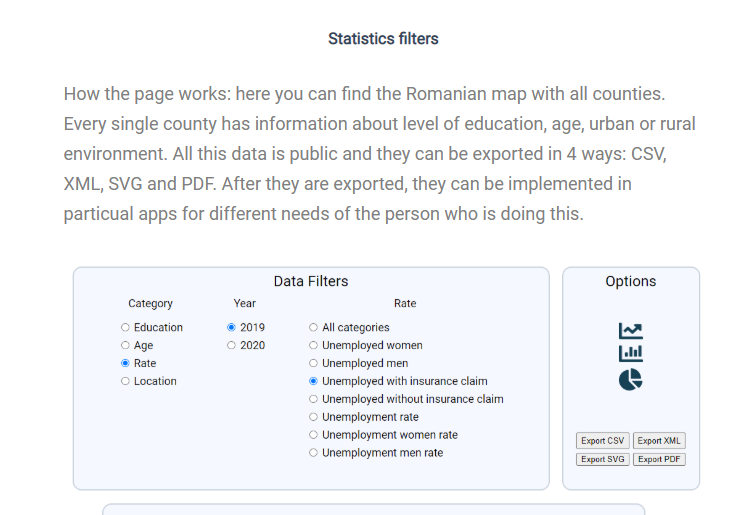 Statistics filters
How the page works: here you can find the Romanian map with all counties.
Every single county has information about level of education, age, urban or rural
environment. All this data is public and they can be exported in 4 ways: CSV,
XML, SVG and PDF. After they are exported, they can be implemented in
particual apps for different needs of the person who is doing this.
Data Filters
Category
Education
Age
Rate
Location
Year
2019
2020
Rate
All categories
Unemployed women
Unemployed men
Unemployed with insurance claim
Unemployed without insurance claim
Unemployment rate
Unemployment women rate
Unemployment men rate
Options
Export CSV Export XML
Export SVG Export PDF